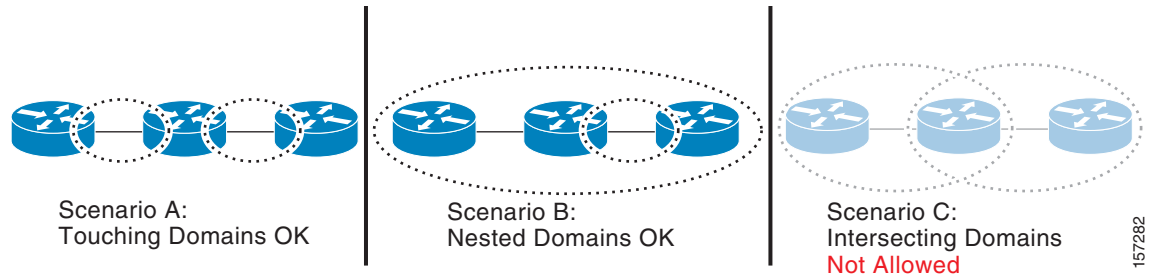 Scenario A:
Touching Domains OK
Scenario B:
Nested Domains OK
Scenario C:
Intersecting Domains
Not Allowed
157282